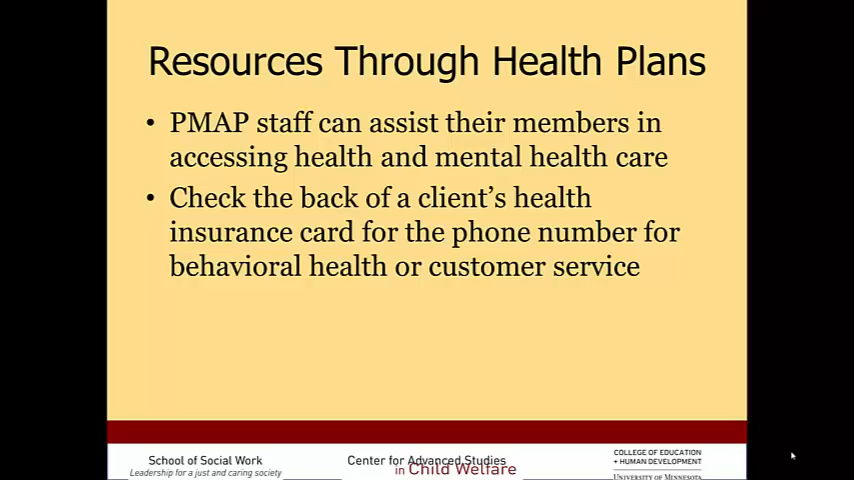 Resources Through Health Plans
• PMAP staff can assist their members in
accessing health and mental health care
• Check the back of a client’s health
insurance card for the phone number for
behavioral health or customer service
School of Social Work
Leadership for a just and caring society
Center for Advanced Studies
in Child Welfare
COLLEGE OF EDUCATION
+ HUMAN DEVELOPMENT
UNIVERSITY OF MINNESOTA